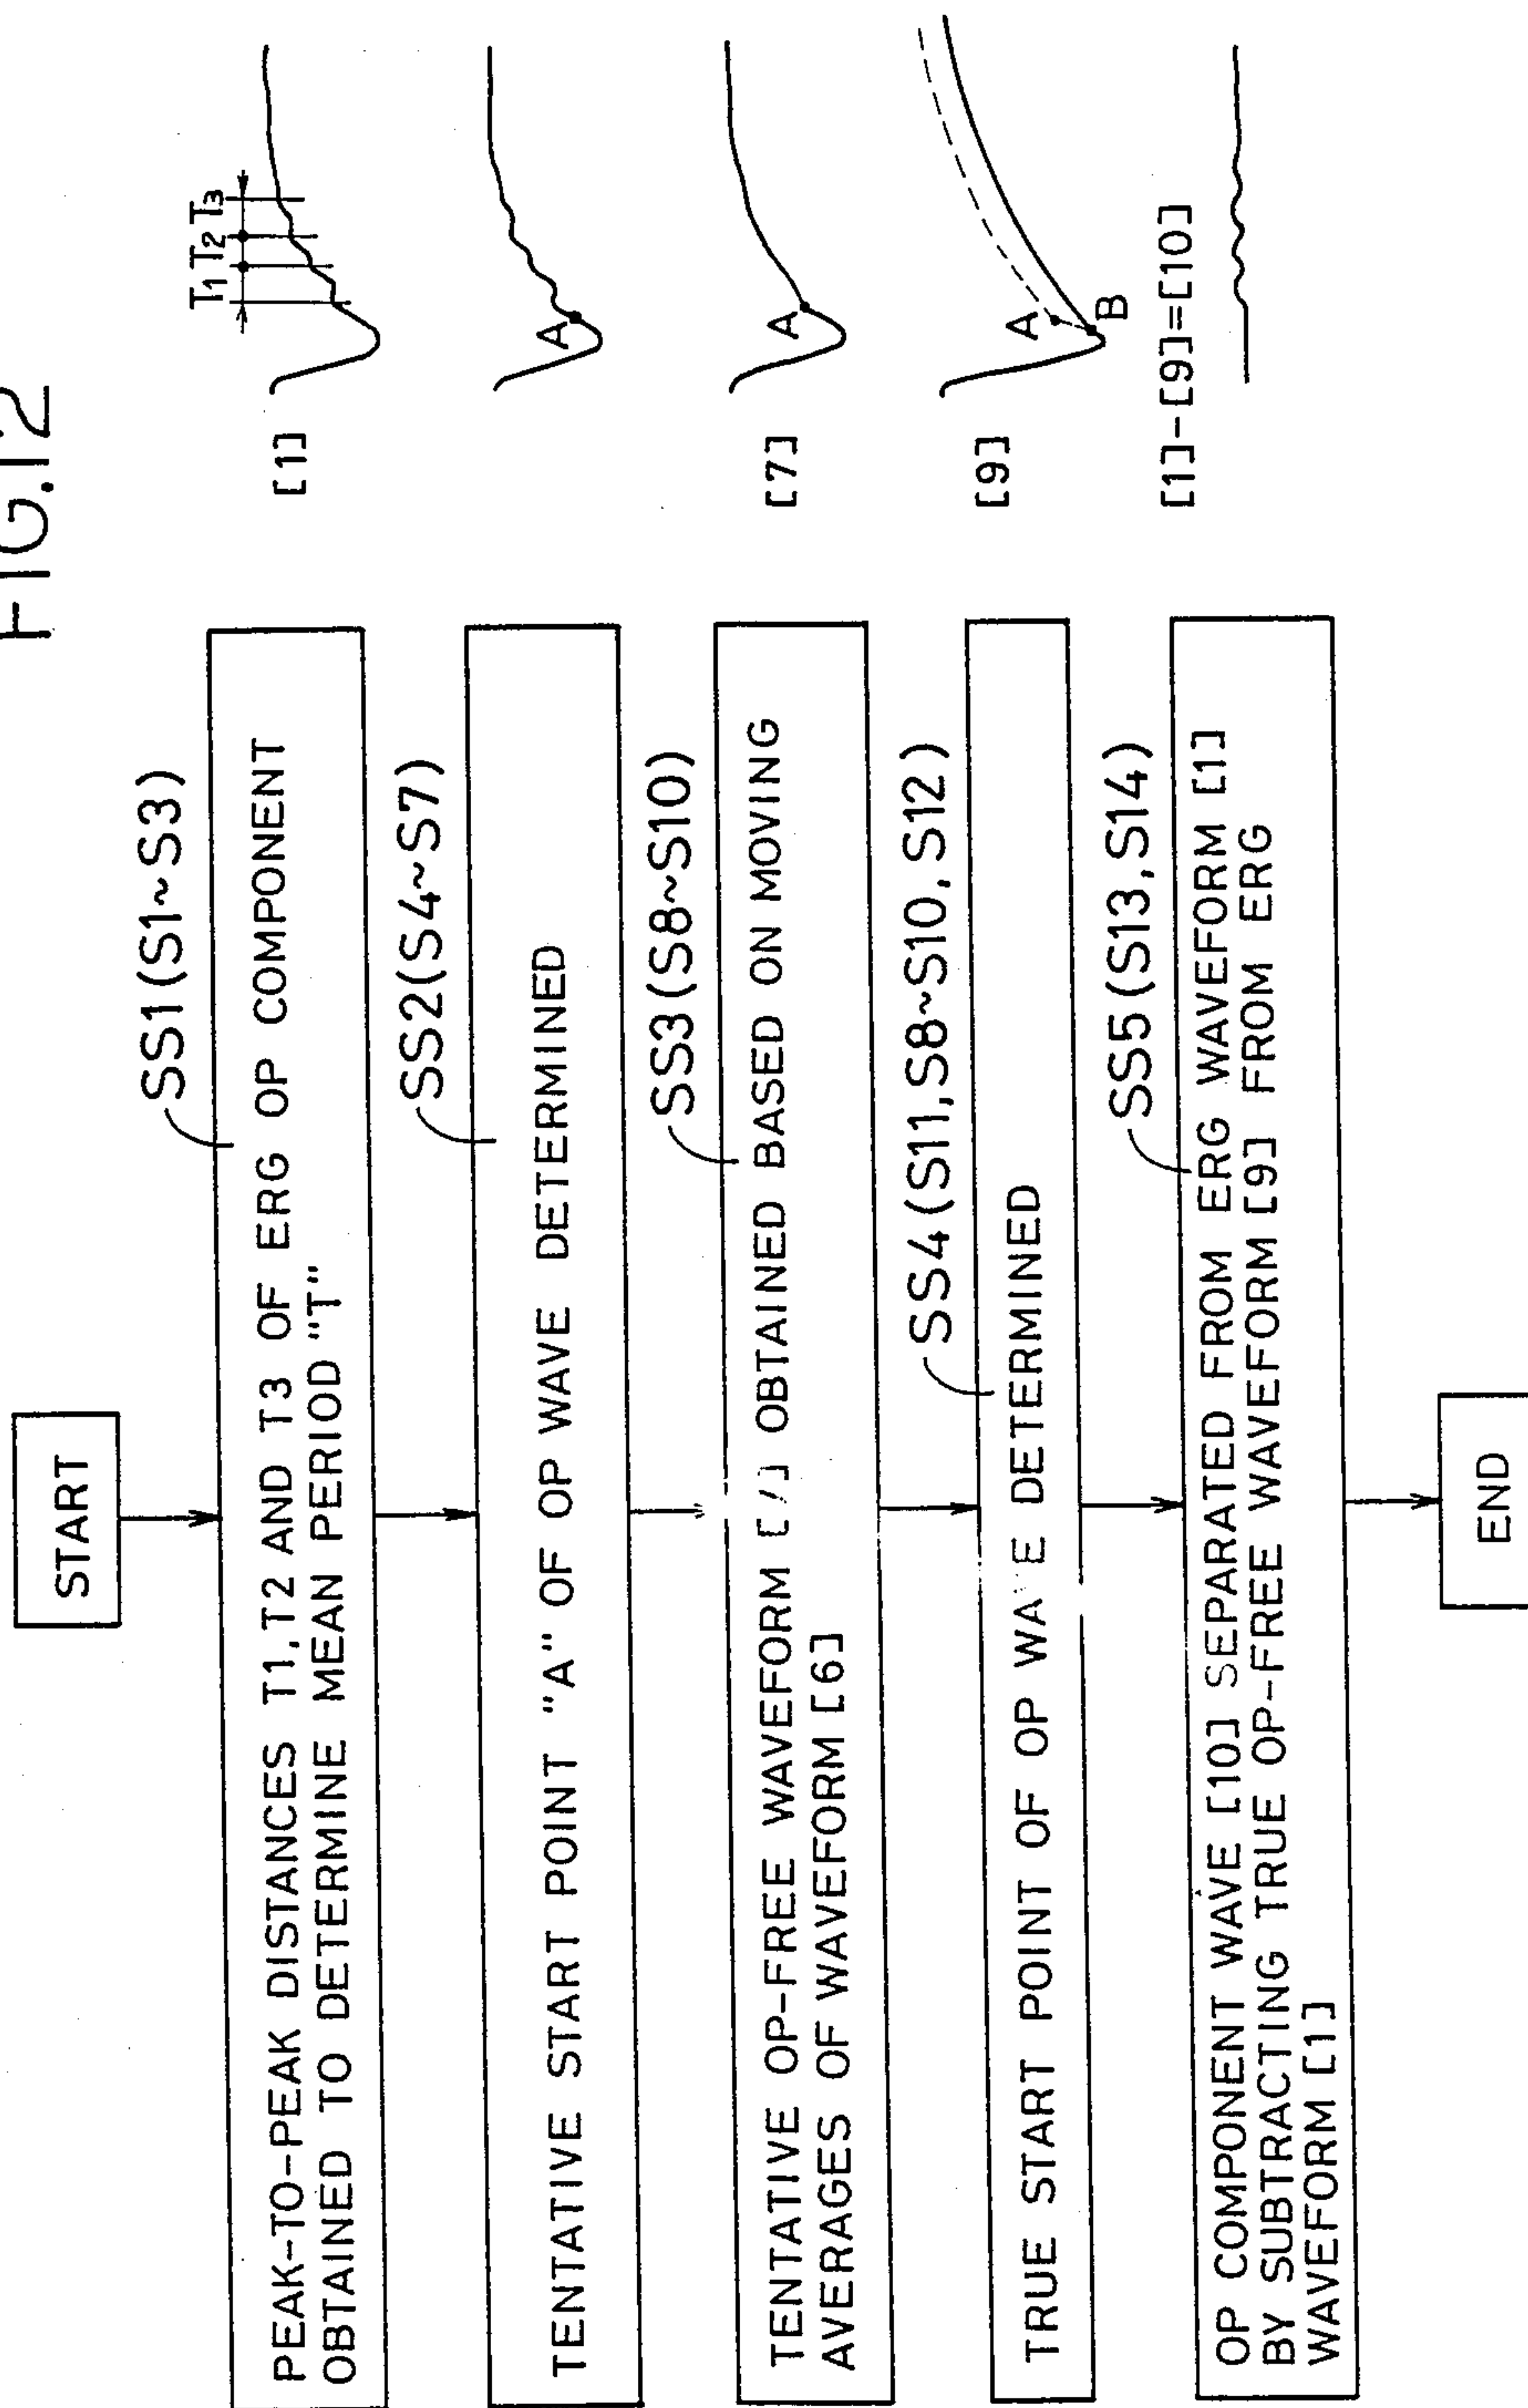 FIG.12
START
SS1(S1~S3)
PEAK-TO-PEAK DISTANCES T1,T2 AND T3 OF ERG OP COMPONENT
OBTAINED TO DETERMINE MEAN PERIOD "T"
[1]
T1 T2 T3
SS2(S4~S7)
TENTATIVE START POINT "A" OF OP WAVE DETERMINED
A
SS3(S8~S10)
TENTATIVE OP-FREE WAVEFORM [7] OBTAINED BASED ON MOVING
AVERAGES OF WAVEFORM [6]
[7]
A
SS4(S11,S8~S10,S12)
TRUE START POINT OF OP WAVE DETERMINED
[9]
A
B
SS5(S13,S14)
OP COMPONENT WAVE [10] SEPARATED FROM ERG WAVEFORM [1]
BY SUBTRACTING TRUE OP-FREE WAVEFORM [9] FROM ERG
WAVEFORM [1]
[1]-[9]=[10]
END